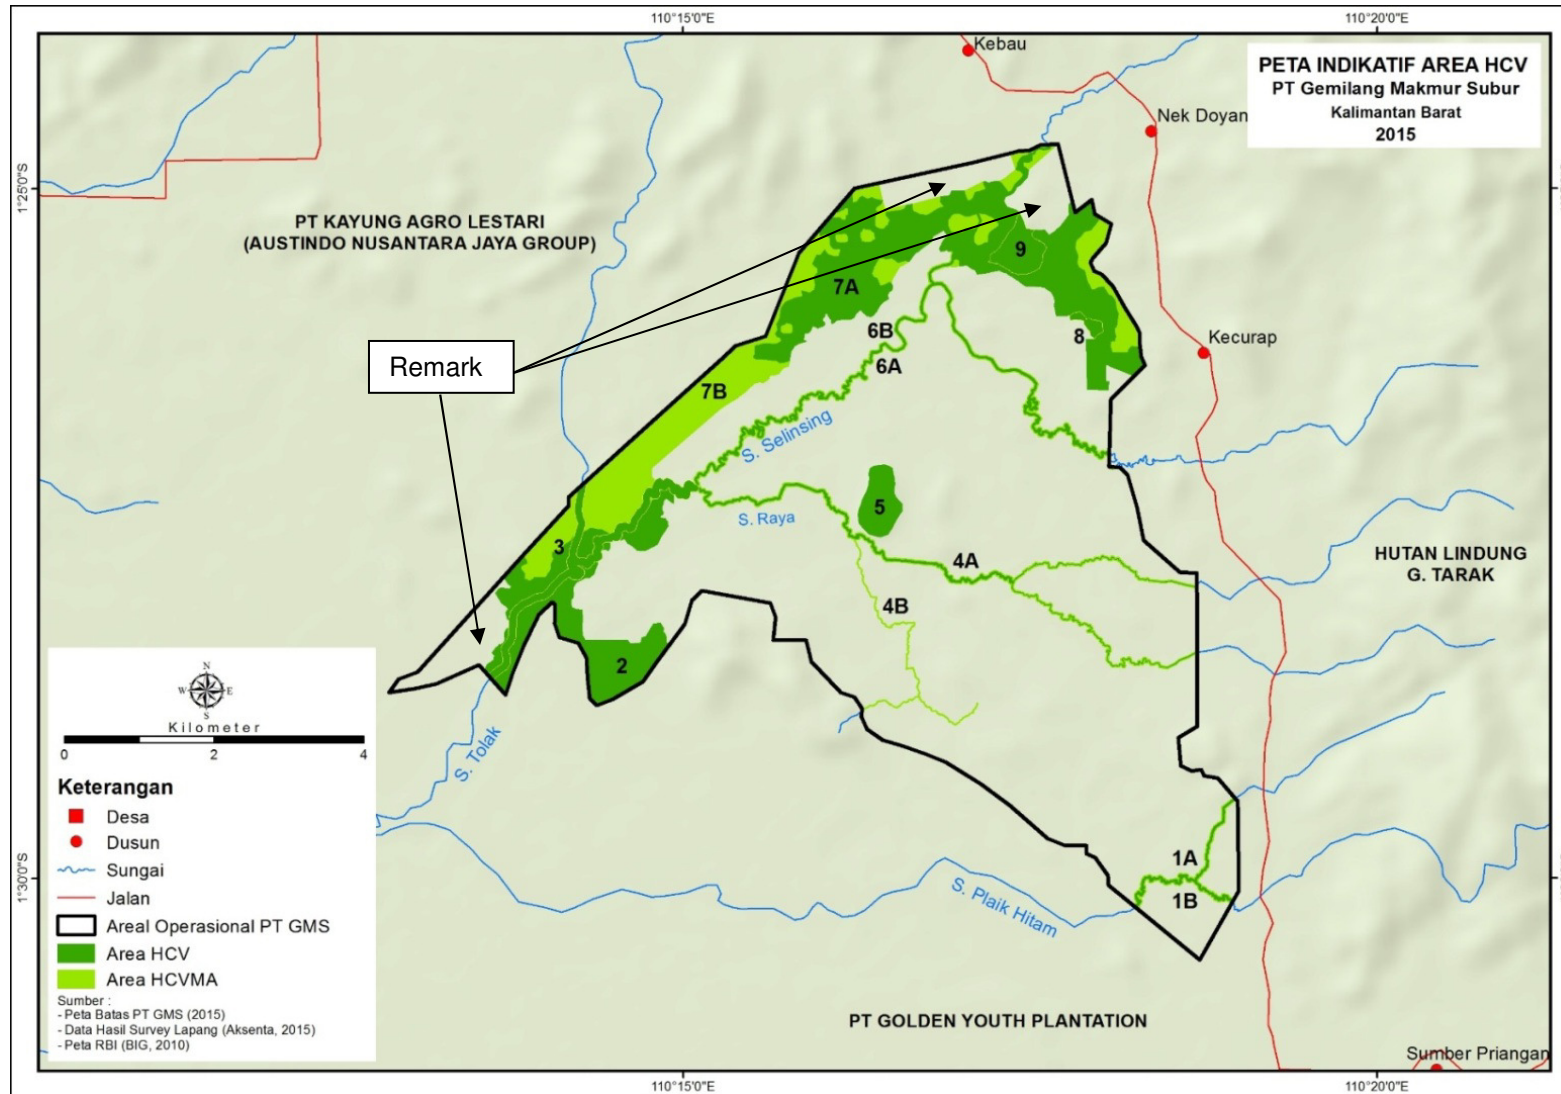 110°15'0"E
110°20'0"E
Kebau
PETA INDIKATIF AREA HCV
PT Gemilang Makmur Subur
Kalimantan Barat
2015
Nek Doyan
1°25'0"S
PT KAYUNG AGRO LESTARI
(AUSTINDO NUSANTARA JAYA GROUP)
9
7A
6B
8
Kecurap
Remark
6A
7B
S. Selinsing
5
S. Raya
3
4A
HUTAN LINDUNG
G. TARAK
4B
2
N
W E
S
Kilometer
0 2 4
S. Tolak
Keterangan
Desa
Dusun
Sungai
Jalan
Areal Operasional PT GMS
Area HCV
Area HCVMA
Sumber :
- Peta Batas PT GMS (2015)
- Data Hasil Survey Lapang (Aksenta, 2015)
- Peta RBI (BIG, 2010)
1°30'0"S
1A
1B
S. Plaik Hitam
PT GOLDEN YOUTH PLANTATION
Sumber Priangan
110°15'0"E
110°20'0"E